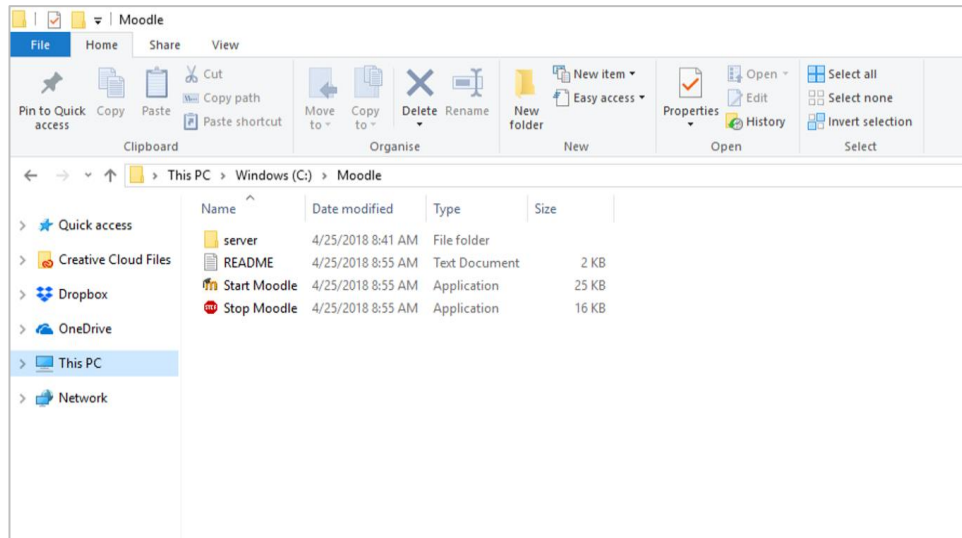 Moodle
File Home Share View
Pin to Quick access
Copy
Paste
Cut
Copy path
Paste shortcut
Clipboard
Move to
Copy to
Delete
Rename
Organise
New folder
New item
Easy access
New
Properties
Open
Edit
History
Open
Select all
Select none
Invert selection
Select
This PC > Windows (C:) > Moodle
Quick access
Creative Cloud Files
Dropbox
OneDrive
This PC
Network
Name Date modified Type Size
server 4/25/2018 8:41 AM File folder
README 4/25/2018 8:55 AM Text Document 2 KB
Start Moodle 4/25/2018 8:55 AM Application 25 KB
Stop Moodle 4/25/2018 8:55 AM Application 16 KB